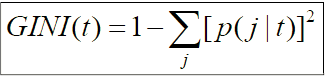 GINI(t) = 1 − ∑_j [p(j | t)]²